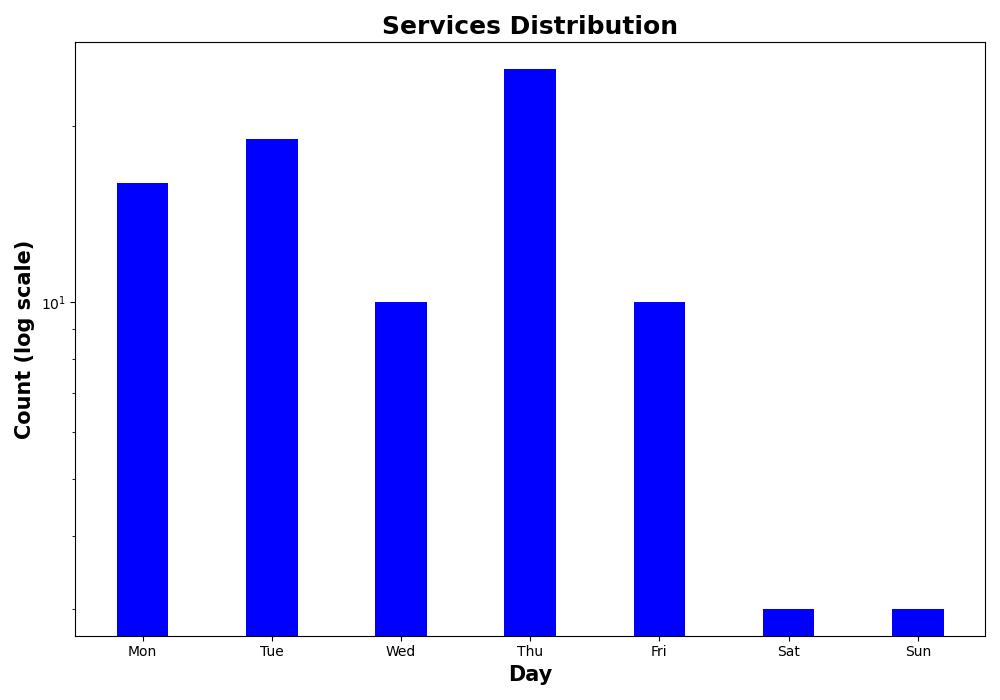 Services Distribution
Count (log scale)
10¹
Mon Tue Wed Thu Fri Sat Sun
Day